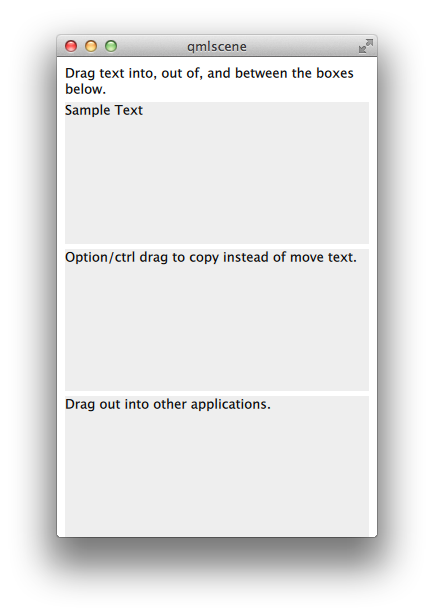 qmlscene
Drag text into, out of, and between the boxes
below.
Sample Text
Option/ctrl drag to copy instead of move text.
Drag out into other applications.